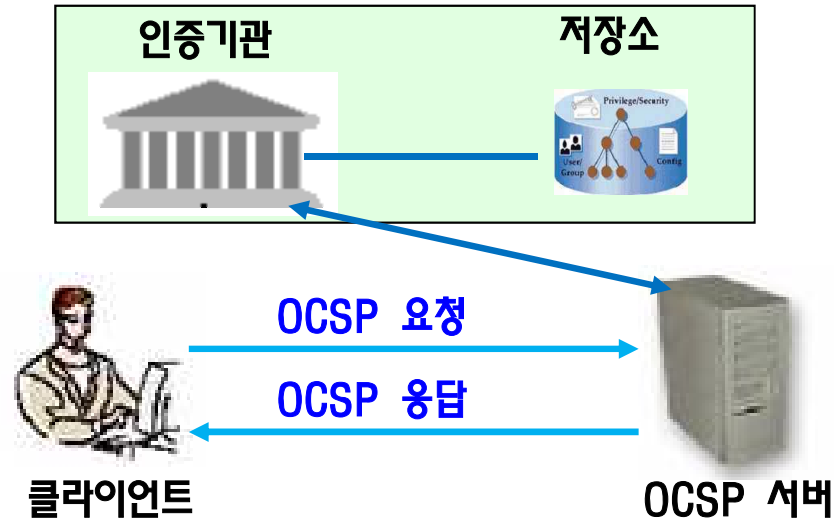 인증기관
저장소
Privilege/Security
User/
Group
Config
OCSP 요청
OCSP 응답
클라이언트
OCSP 서버